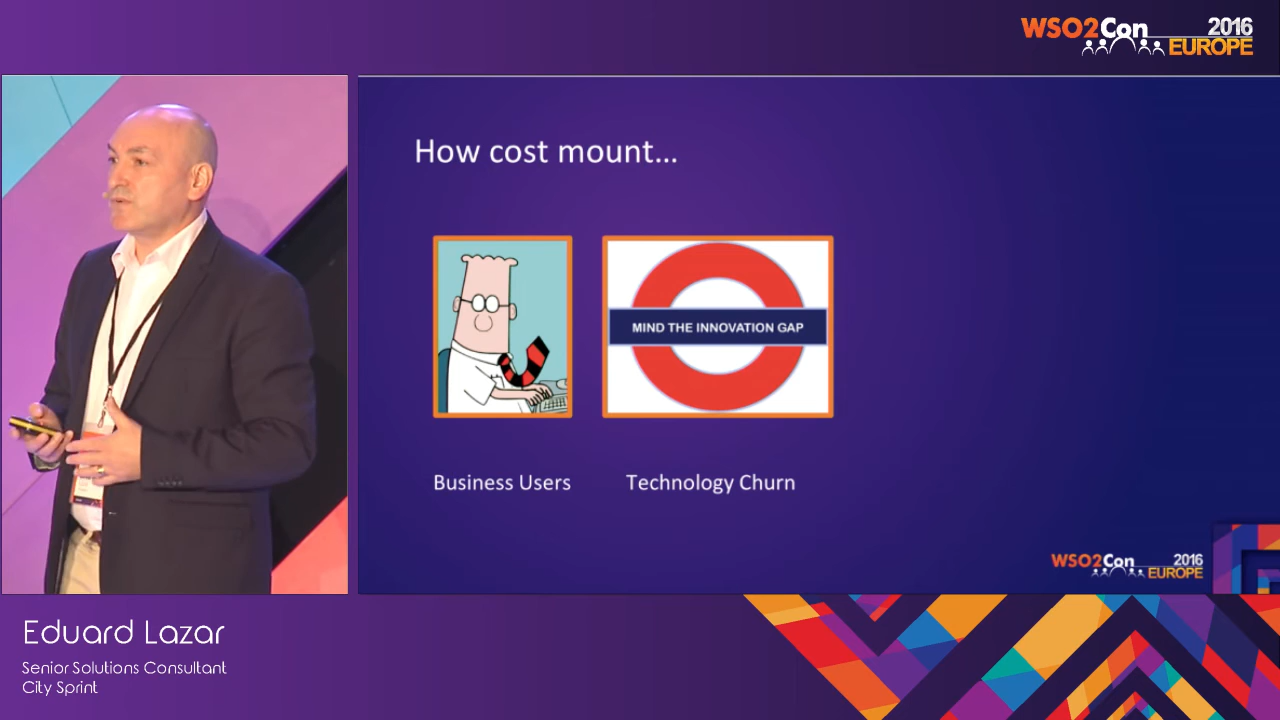 WSO2Con 2016
EUROPE
How cost mount...
MIND THE INNOVATION GAP
Business Users
Technology Churn
WSO2Con 2016
EUROPE
Eduard Lazar
Senior Solutions Consultant
City Sprint